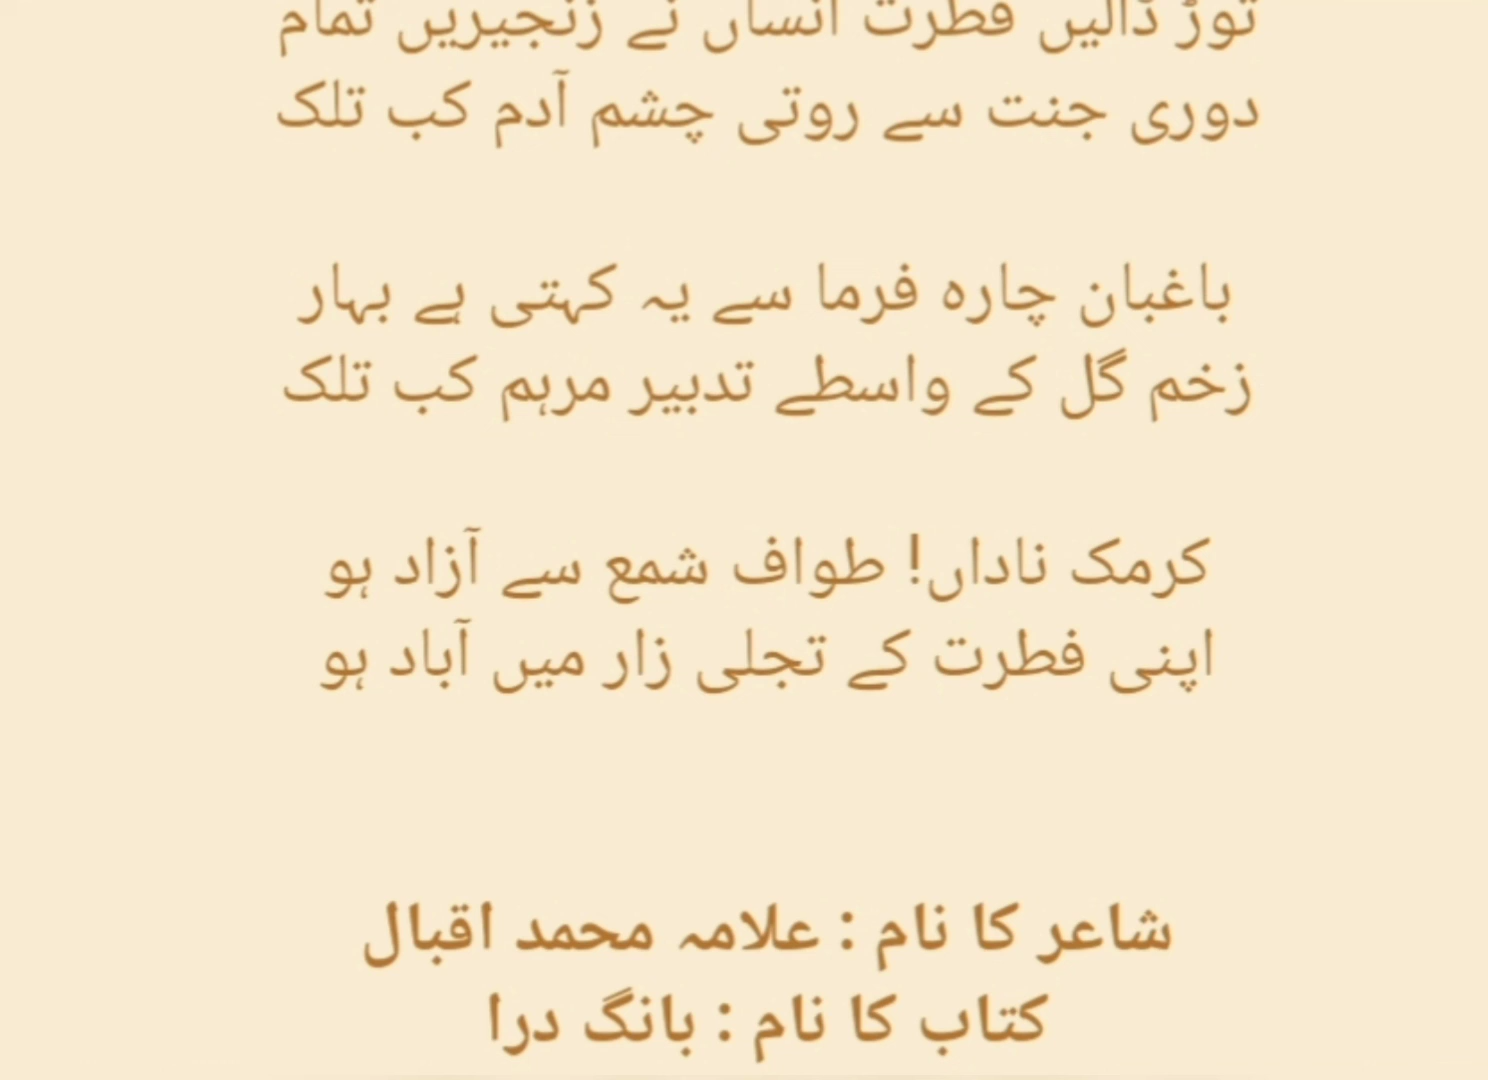 توڑ ڈالیں فطرت انساں نے زنجیریں تمام
دوری جنت سے روتی چشم آدم کب تلک
باغبان چارہ فرما سے یہ کہتی ہے بہار
زخم گل کے واسطے تدبیر مرہم کب تلک
کرمک ناداں! طواف شمع سے آزاد ہو
اپنی فطرت کے تجلی زار میں آباد ہو
شاعر کا نام : علامہ محمد اقبال
کتاب کا نام : بانگ درا